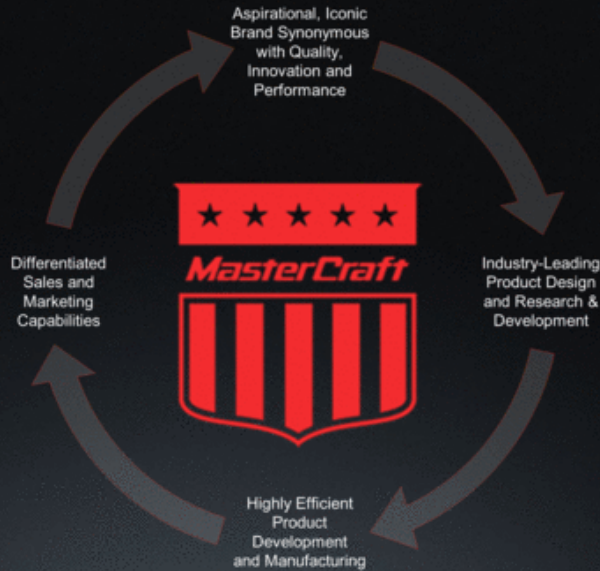 Aspirational, Iconic
Brand Synonymous
with Quality,
Innovation and
Performance
Industry-Leading
Product Design
and Research &
Development
Highly Efficient
Product
Development
and Manufacturing
Differentiated
Sales and
Marketing
Capabilities
MasterCraft